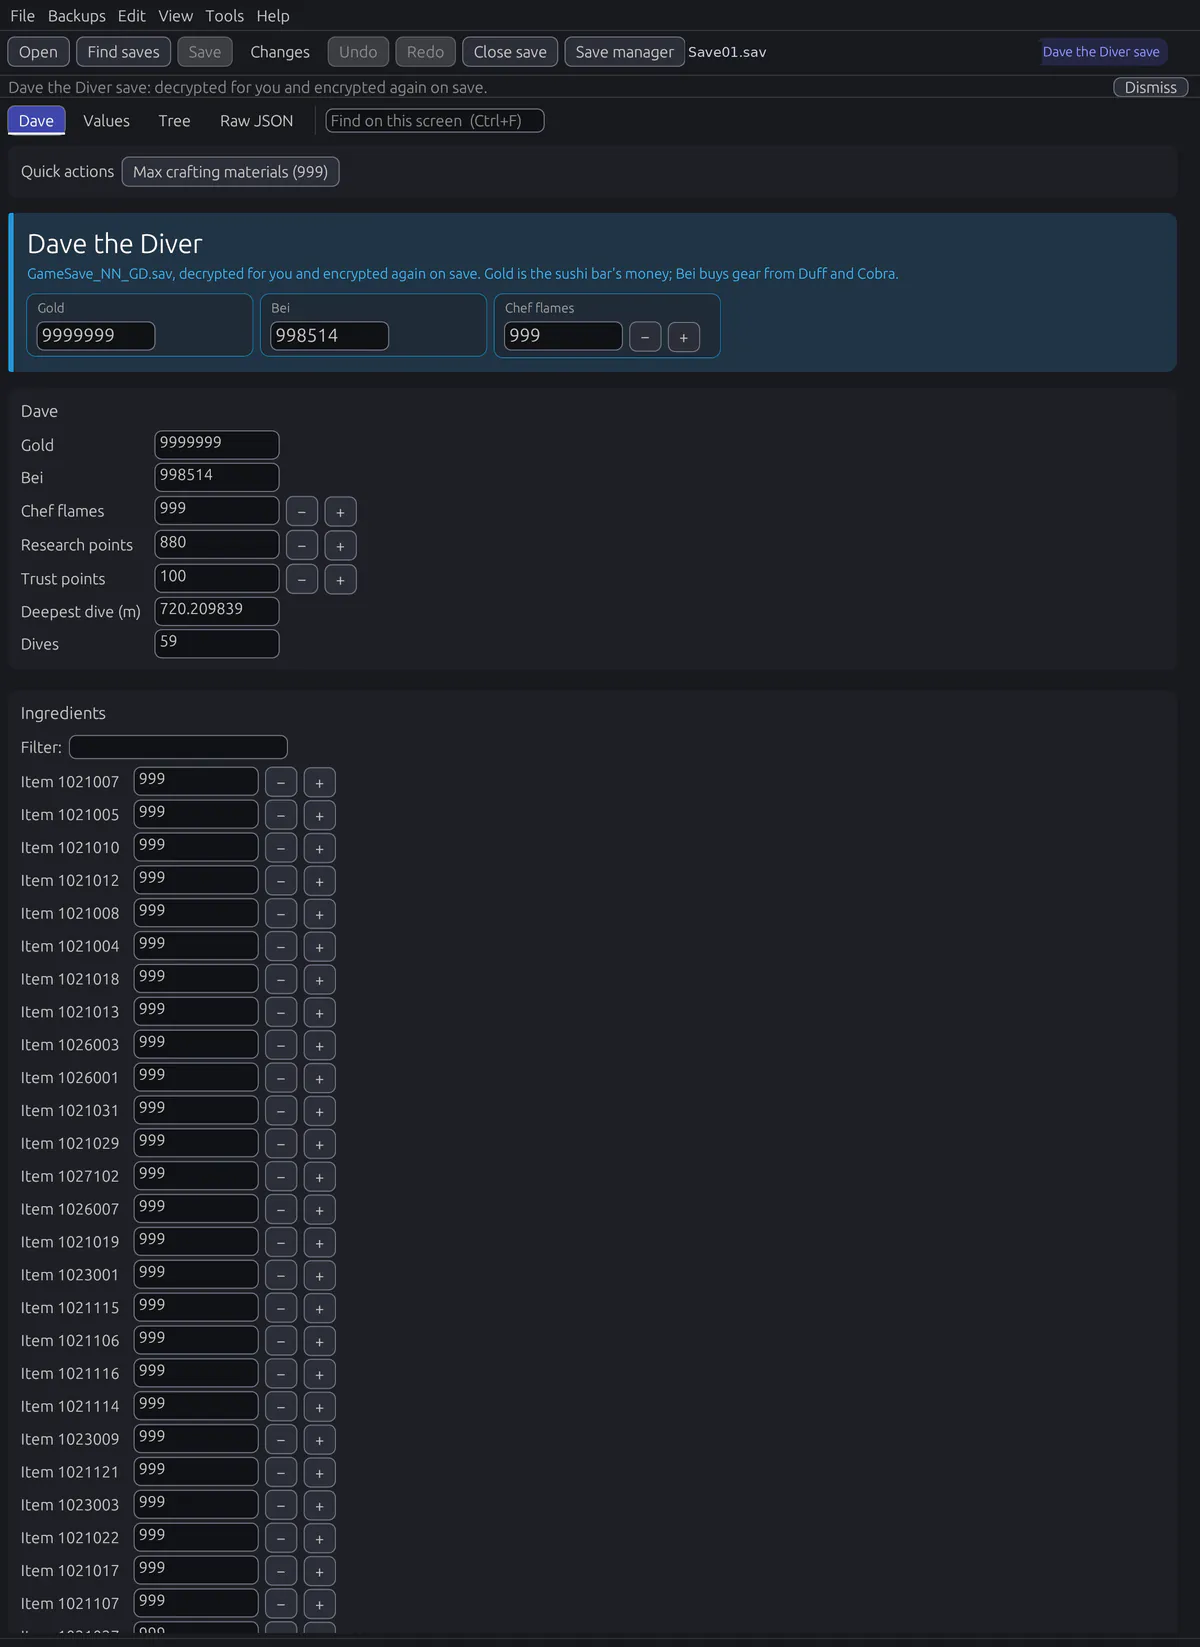 File Backups Edit View Tools Help
Open Find saves Save Changes Undo Redo Close save Save manager Save01.sav Dave the Diver save
Dave the Diver save: decrypted for you and encrypted again on save. Dismiss
Dave Values Tree Raw JSON Find on this screen (Ctrl+F)
Quick actions Max crafting materials (999)
Dave the Diver
GameSave_NN_GD.sav, decrypted for you and encrypted again on save. Gold is the sushi bar's money; Bei buys gear from Duff and Cobra.
Gold Bei Chef flames
9999999 998514 999 − +
Dave
Gold 9999999
Bei 998514
Chef flames 999 − +
Research points 880 − +
Trust points 100 − +
Deepest dive (m) 720.209839
Dives 59
Ingredients
Filter:
Item 1021007 999 − +
Item 1021005 999 − +
Item 1021010 999 − +
Item 1021012 999 − +
Item 1021008 999 − +
Item 1021004 999 − +
Item 1021018 999 − +
Item 1021013 999 − +
Item 1026003 999 − +
Item 1026001 999 − +
Item 1021031 999 − +
Item 1021029 999 − +
Item 1027102 999 − +
Item 1026007 999 − +
Item 1021019 999 − +
Item 1023001 999 − +
Item 1021115 999 − +
Item 1021106 999 − +
Item 1021116 999 − +
Item 1021114 999 − +
Item 1023009 999 − +
Item 1021121 999 − +
Item 1023003 999 − +
Item 1021022 999 − +
Item 1021017 999 − +
Item 1021107 999 − +